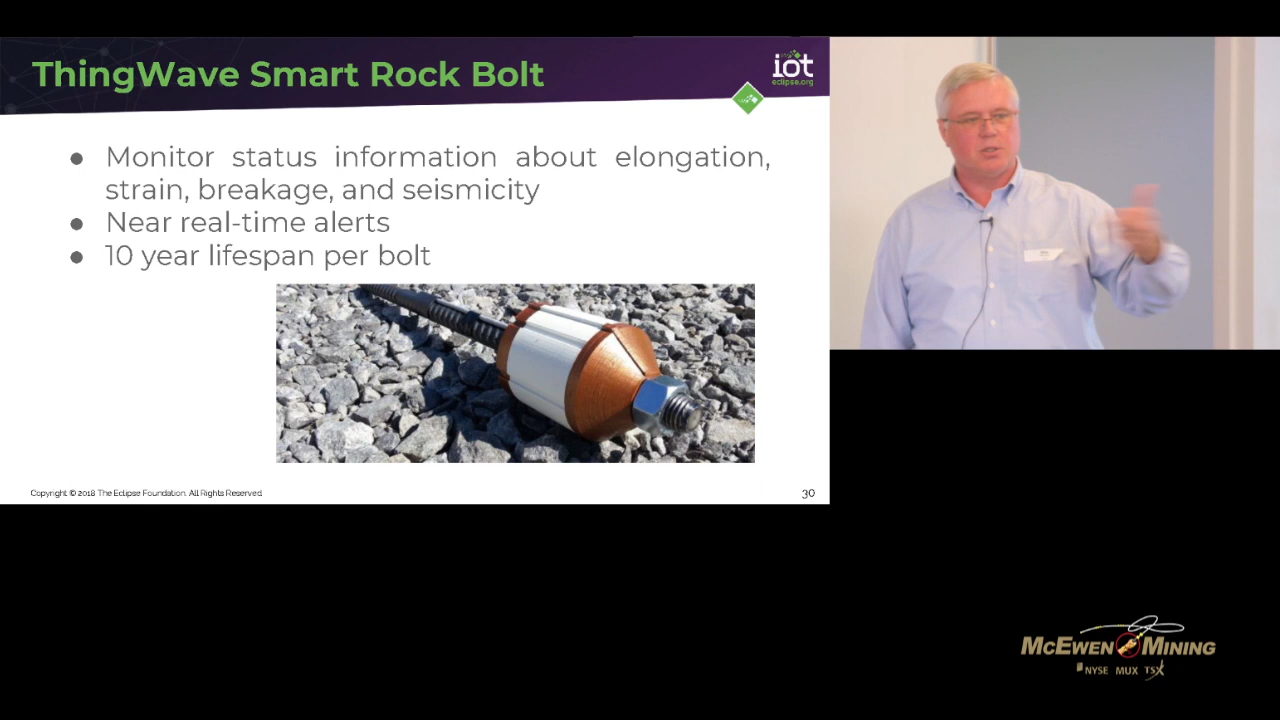 ThingWave Smart Rock Bolt
iot
eclipse.org
● Monitor status information about elongation,
strain, breakage, and seismicity
● Near real-time alerts
● 10 year lifespan per bolt
Copyright © 2018 The Eclipse Foundation. All Rights Reserved.
30
McEWEN MINING
NYSE MUX TSX